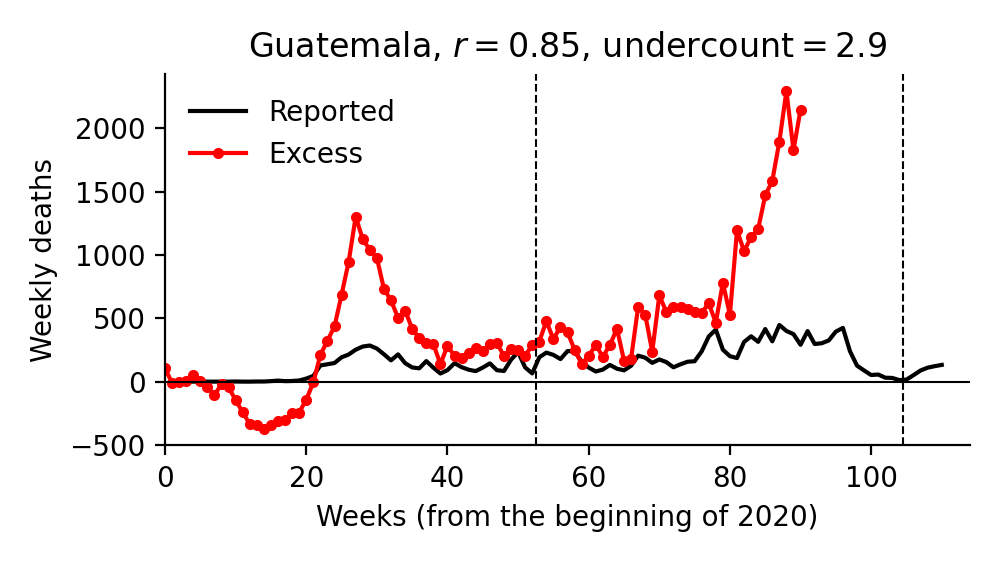 Guatemala, r = 0.85, undercount = 2.9
Reported
Excess
Weekly deaths
2000
1500
1000
500
0
−500
0 20 40 60 80 100
Weeks (from the beginning of 2020)